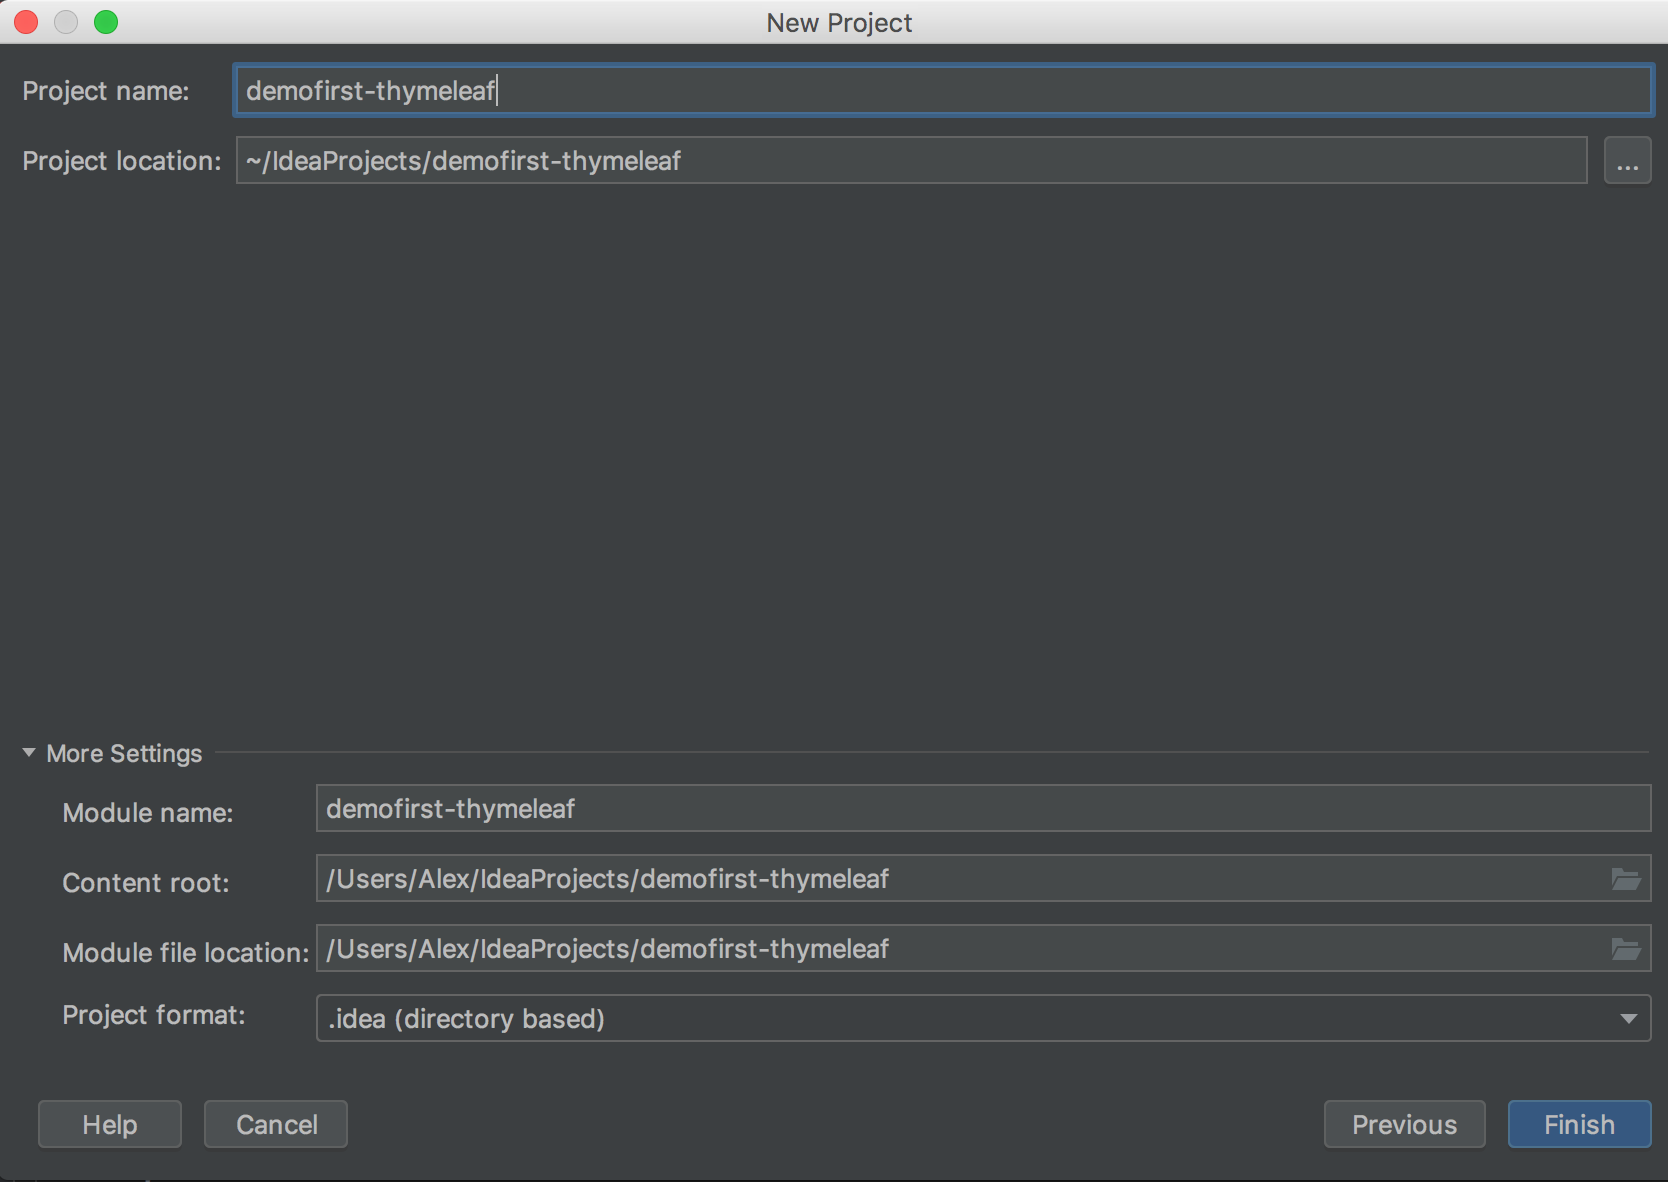 New Project
Project name: demofirst-thymeleaf
Project location: ~/IdeaProjects/demofirst-thymeleaf ...
More Settings
Module name: demofirst-thymeleaf
Content root: /Users/Alex/IdeaProjects/demofirst-thymeleaf
Module file location: /Users/Alex/IdeaProjects/demofirst-thymeleaf
Project format: .idea (directory based)
Help Cancel Previous Finish